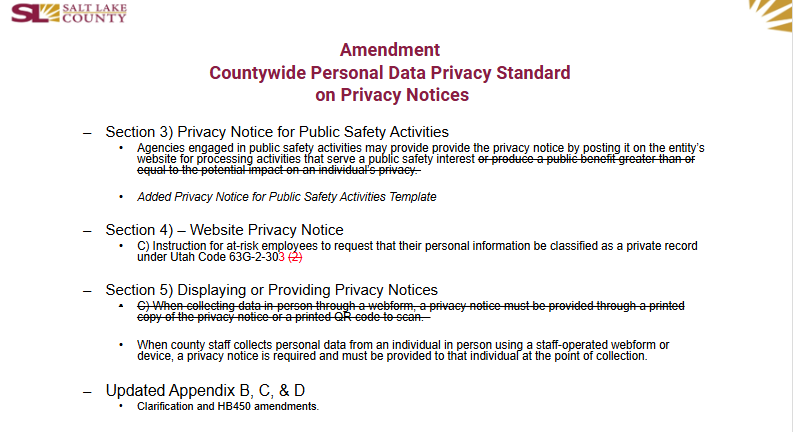 SL SALT LAKE
COUNTY
Amendment
Countywide Personal Data Privacy Standard
on Privacy Notices
– Section 3) Privacy Notice for Public Safety Activities
• Agencies engaged in public safety activities may provide provide the privacy notice by posting it on the entity's
website for processing activities that serve a public safety interest or produce a public benefit greater than or
equal to the potential impact on an individual's privacy.
• Added Privacy Notice for Public Safety Activities Template
– Section 4) – Website Privacy Notice
• C) Instruction for at-risk employees to request that their personal information be classified as a private record
under Utah Code 63G-2-303 (2)
– Section 5) Displaying or Providing Privacy Notices
• C) When collecting data in person through a webform, a privacy notice must be provided through a printed
copy of the privacy notice or a printed QR code to scan.
• When county staff collects personal data from an individual in person using a staff-operated webform or
device, a privacy notice is required and must be provided to that individual at the point of collection.
– Updated Appendix B, C, & D
• Clarification and HB450 amendments.